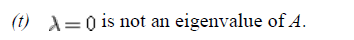 (t) λ=0 is not an eigenvalue of A.